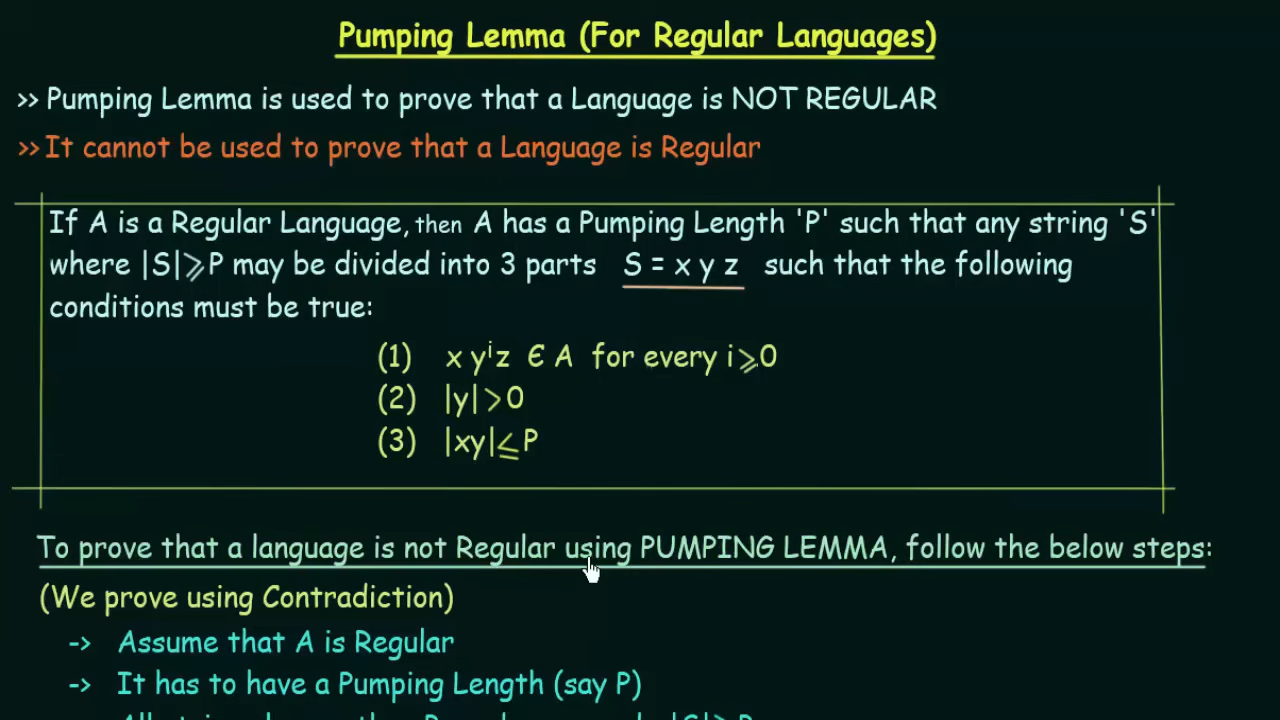 Pumping Lemma (For Regular Languages)
>> Pumping Lemma is used to prove that a Language is NOT REGULAR
>> It cannot be used to prove that a Language is Regular
If A is a Regular Language, then A has a Pumping Length 'P' such that any string 'S'
where |S|⩾P may be divided into 3 parts S = x y z such that the following
conditions must be true:
(1) x yⁱz Є A for every i⩾0
(2) |y|>0
(3) |xy|⩽P
To prove that a language is not Regular using PUMPING LEMMA, follow the below steps:
(We prove using Contradiction)
-> Assume that A is Regular
-> It has to have a Pumping Length (say P)